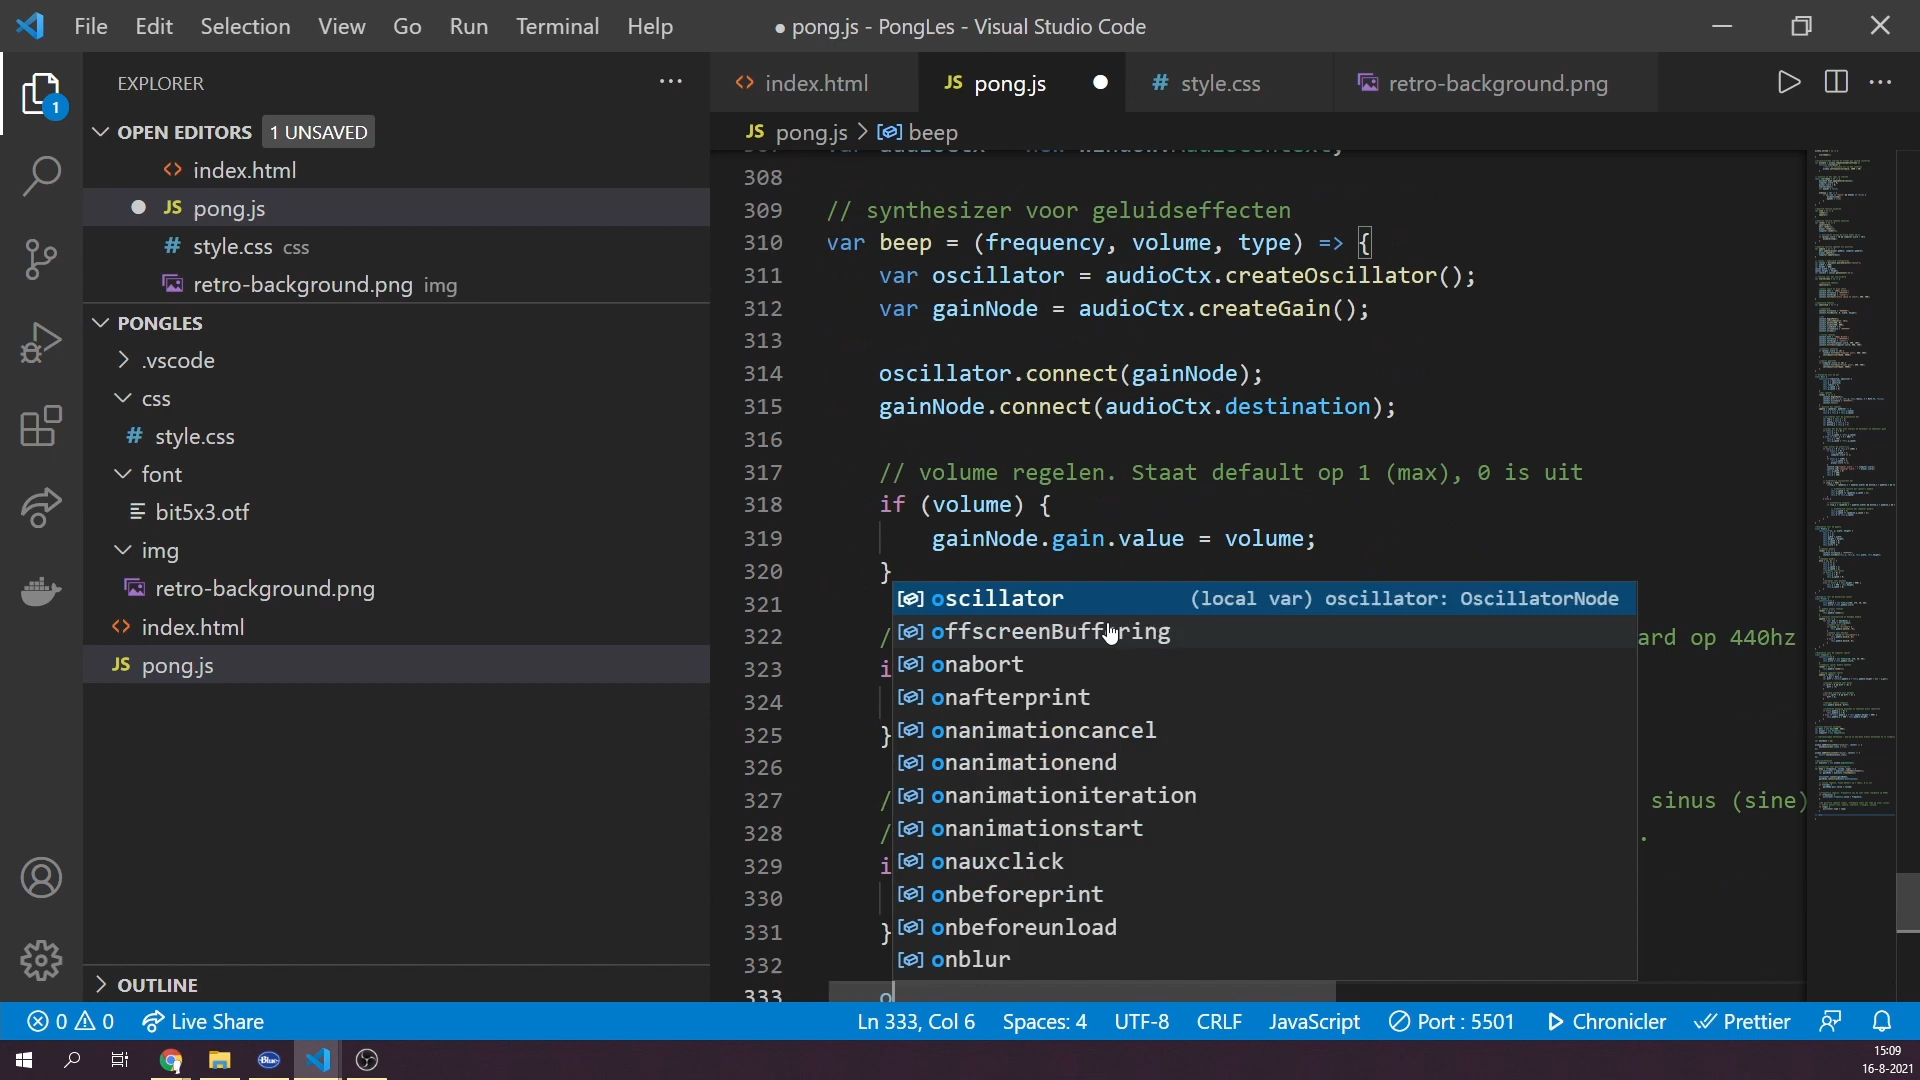 File Edit Selection View Go Run Terminal Help
● pong.js - PongLes - Visual Studio Code
EXPLORER
OPEN EDITORS 1 UNSAVED
index.html
JS pong.js
# style.css css
retro-background.png img
PONGLES
.vscode
css
# style.css
font
bit5x3.otf
img
retro-background.png
index.html
JS pong.js
OUTLINE
1
index.html JS pong.js # style.css retro-background.png
JS pong.js > beep
308
309 // synthesizer voor geluidseffecten
310 var beep = (frequency, volume, type) => {
311 var oscillator = audioCtx.createOscillator();
312 var gainNode = audioCtx.createGain();
313
314 oscillator.connect(gainNode);
315 gainNode.connect(audioCtx.destination);
316
317 // volume regelen. Staat default op 1 (max), 0 is uit
318 if (volume) {
319 gainNode.gain.value = volume;
320 }
321
322 / ard op 440hz
323 i
324
325 }
326
327 / sinus (sine)
328 / .
329 i
330
331 }
332
333 o
oscillator (local var) oscillator: OscillatorNode
offscreenBuffering
onabort
onafterprint
onanimationcancel
onanimationend
onanimationiteration
onanimationstart
onauxclick
onbeforeprint
onbeforeunload
onblur
0 0 Live Share Ln 333, Col 6 Spaces: 4 UTF-8 CRLF JavaScript Port : 5501 Chronicler Prettier
Blue
15:09
16-8-2021